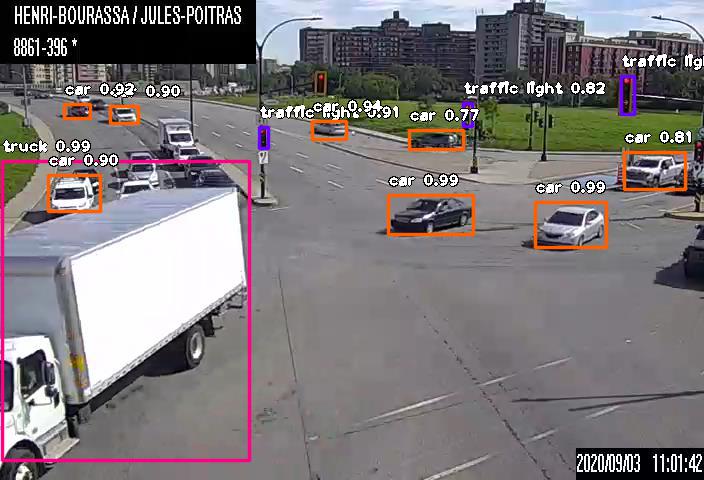 HENRI-BOURASSA / JULES-POITRAS
8861-396 *
traffic ligh
car 0.92
0.90
traffic light 0.82
traffic light 0.91
car 0.94
car 0.77
car 0.81
truck 0.99
car 0.90
car 0.99
car 0.99
2020/09/03 11:01:42